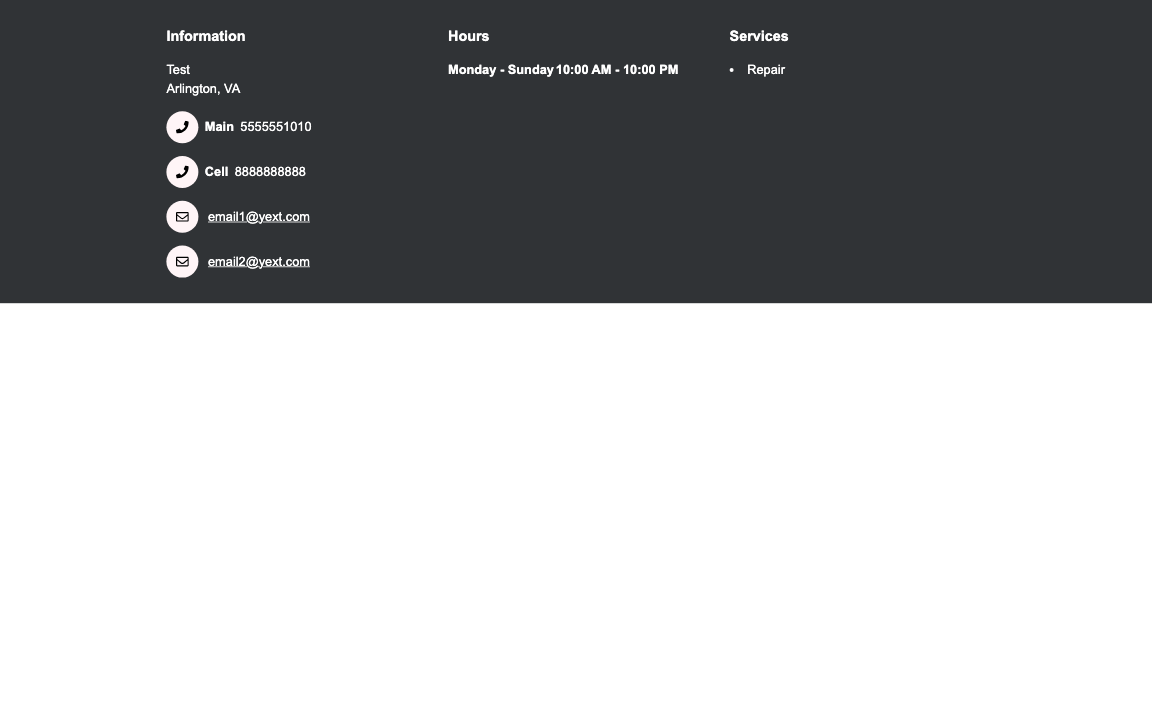 Information
Test
Arlington, VA
Main 5555551010
Cell 8888888888
email1@yext.com
email2@yext.com
Hours
Monday - Sunday 10:00 AM - 10:00 PM
Services
• Repair